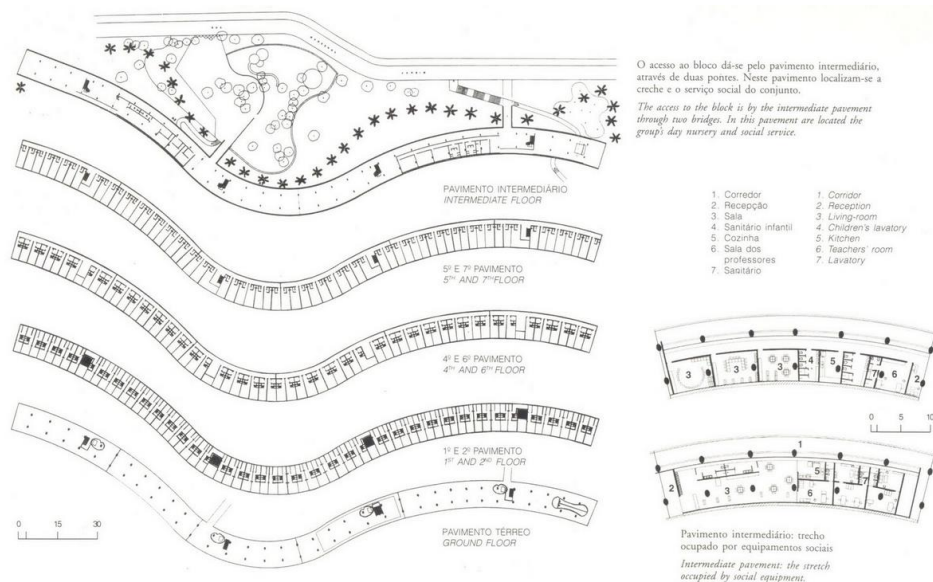 O acesso ao bloco dá-se pelo pavimento intermediário,
através de duas pontes. Neste pavimento localizam-se a
creche e o serviço social do conjunto.
The access to the block is by the intermediate pavement
through two bridges. In this pavement are located the
group's day nursery and social service.
PAVIMENTO INTERMEDIÁRIO
INTERMEDIATE FLOOR
1. Corredor
2. Recepção
3. Sala
4. Sanitário infantil
5. Cozinha
6. Sala dos
professores
7. Sanitário
1. Corridor
2. Reception
3. Living-room
4. Children's lavatory
5. Kitchen
6. Teachers' room
7. Lavatory
5º E 7º PAVIMENTO
5TH AND 7TH FLOOR
4º E 6º PAVIMENTO
4TH AND 6TH FLOOR
3 3 3 4 5 7 6 2
0 5 10
1º E 2º PAVIMENTO
1ST AND 2ND FLOOR
1
2 3 5 6 7
PAVIMENTO TÉRREO
GROUND FLOOR
0 15 30
Pavimento intermediário: trecho
ocupado por equipamentos sociais
Intermediate pavement: the stretch
occupied by social equipment.